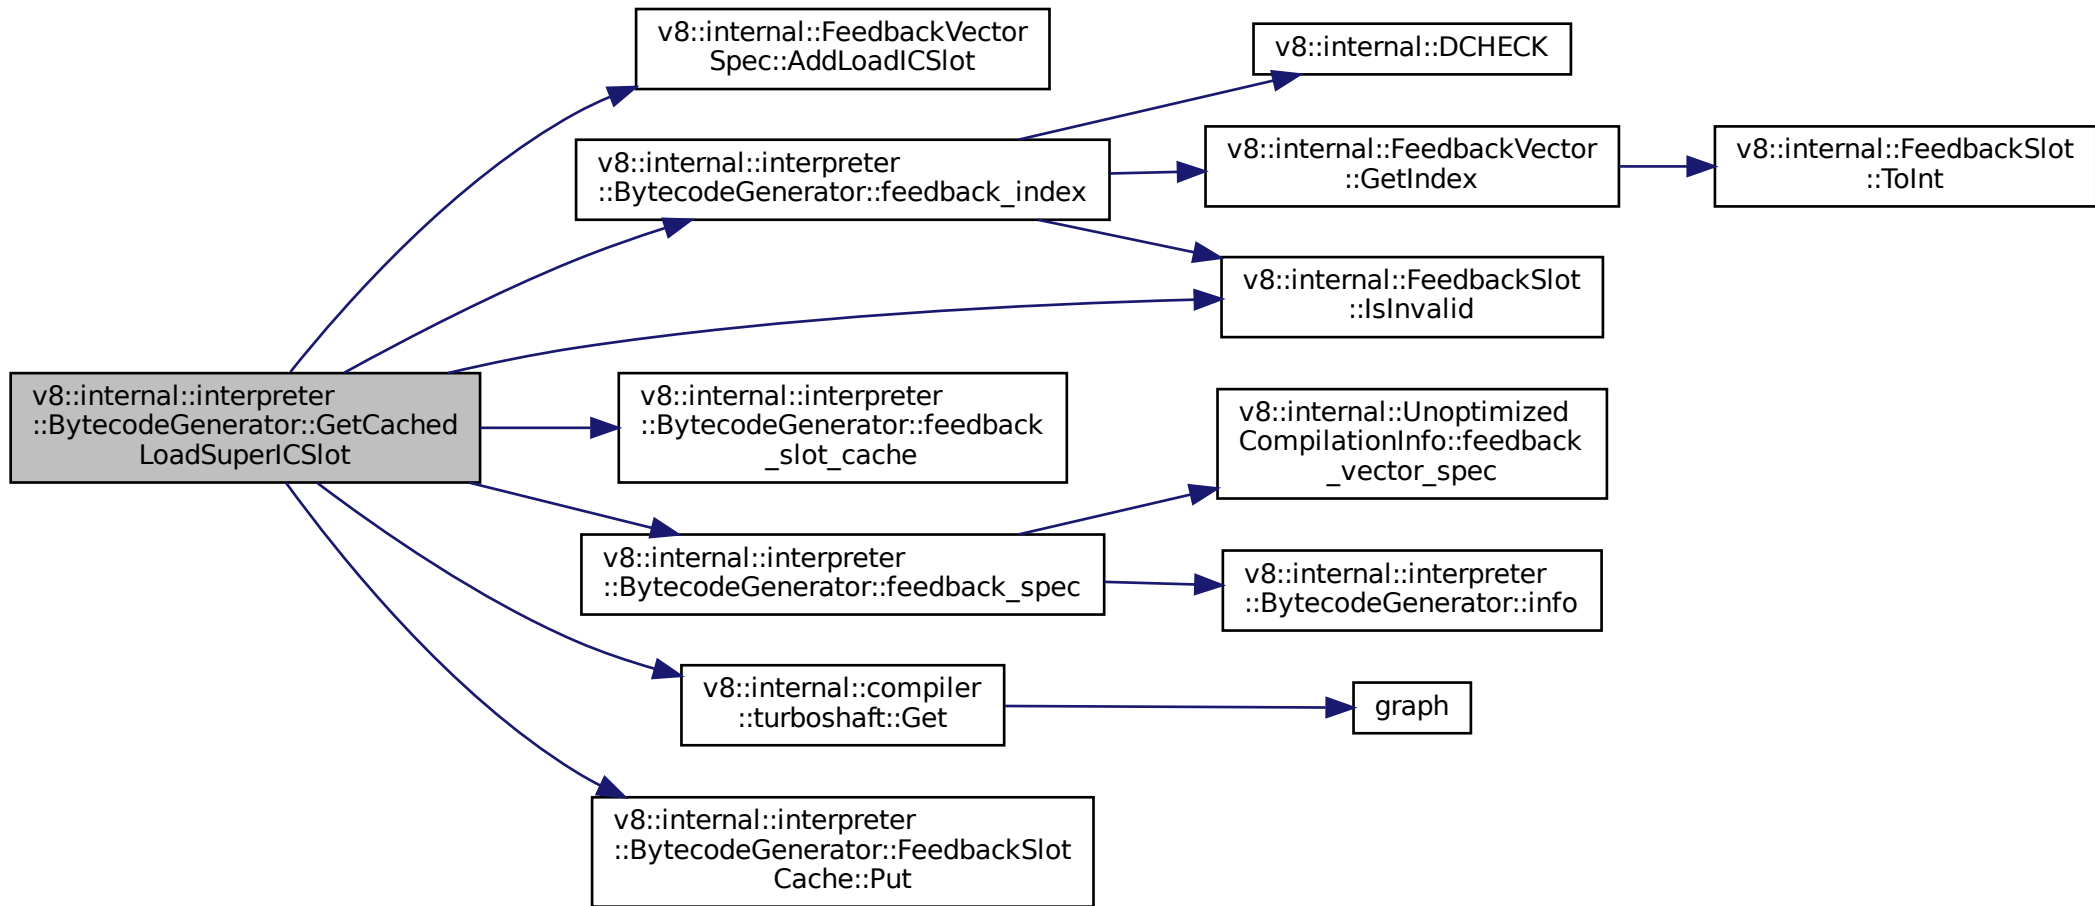 v8::internal::FeedbackVector
Spec::AddLoadICSlot
v8::internal::DCHECK
v8::internal::interpreter
::BytecodeGenerator::feedback_index
v8::internal::FeedbackVector
::GetIndex
v8::internal::FeedbackSlot
::ToInt
v8::internal::FeedbackSlot
::IsInvalid
v8::internal::interpreter
::BytecodeGenerator::GetCached
LoadSuperICSlot
v8::internal::interpreter
::BytecodeGenerator::feedback
_slot_cache
v8::internal::Unoptimized
CompilationInfo::feedback
_vector_spec
v8::internal::interpreter
::BytecodeGenerator::feedback_spec
v8::internal::interpreter
::BytecodeGenerator::info
v8::internal::compiler
::turboshaft::Get
graph
v8::internal::interpreter
::BytecodeGenerator::FeedbackSlot
Cache::Put